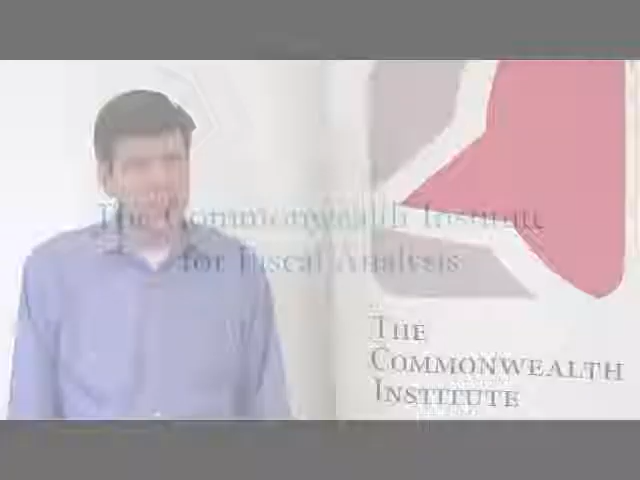 The Commonwealth Institute
for Fiscal Analysis
THE
COMMONWEALTH
INSTITUTE